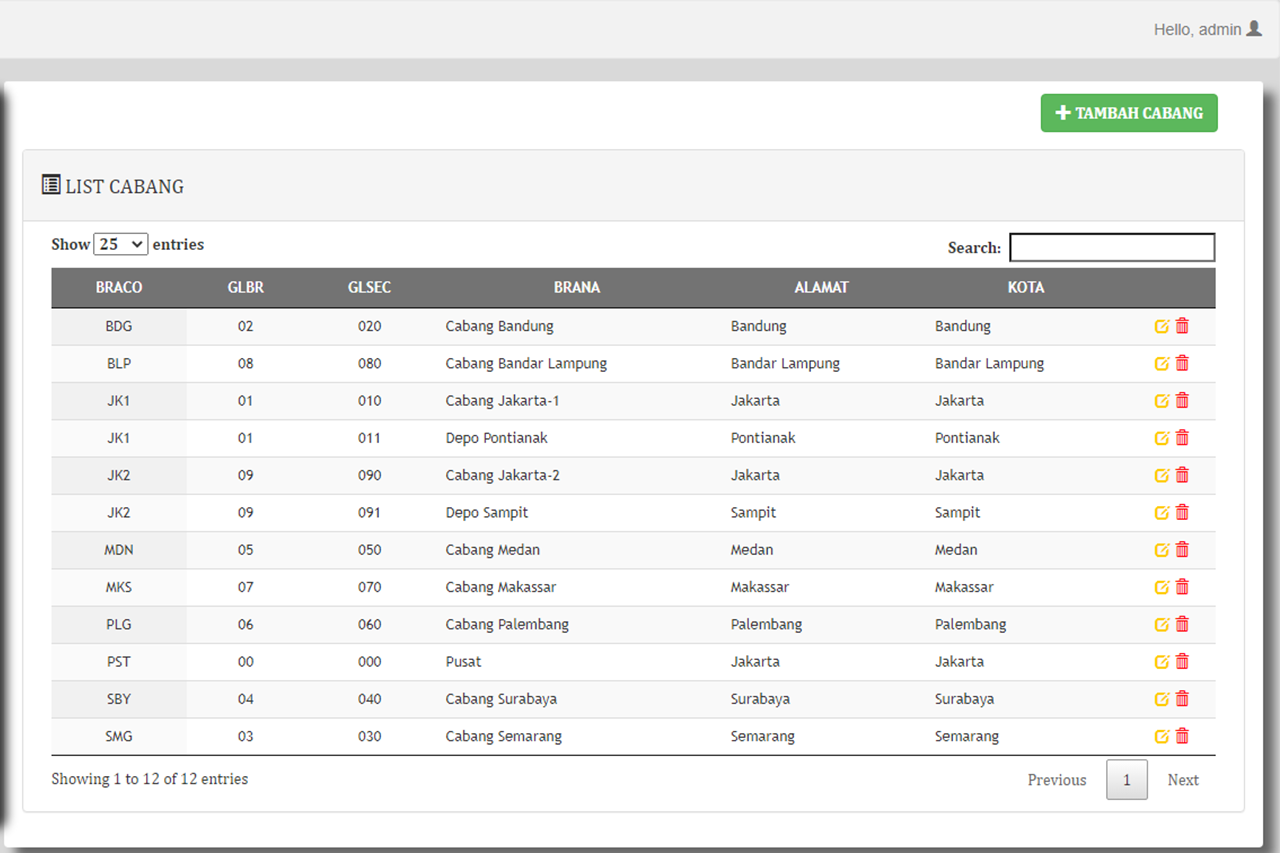 Hello, admin
TAMBAH CABANG
LIST CABANG
Show 25 entries
Search:
BRACO GLBR GLSEC BRANA ALAMAT KOTA
BDG 02 020 Cabang Bandung Bandung Bandung
BLP 08 080 Cabang Bandar Lampung Bandar Lampung Bandar Lampung
JK1 01 010 Cabang Jakarta-1 Jakarta Jakarta
JK1 01 011 Depo Pontianak Pontianak Pontianak
JK2 09 090 Cabang Jakarta-2 Jakarta Jakarta
JK2 09 091 Depo Sampit Sampit Sampit
MDN 05 050 Cabang Medan Medan Medan
MKS 07 070 Cabang Makassar Makassar Makassar
PLG 06 060 Cabang Palembang Palembang Palembang
PST 00 000 Pusat Jakarta Jakarta
SBY 04 040 Cabang Surabaya Surabaya Surabaya
SMG 03 030 Cabang Semarang Semarang Semarang
Showing 1 to 12 of 12 entries
Previous 1 Next